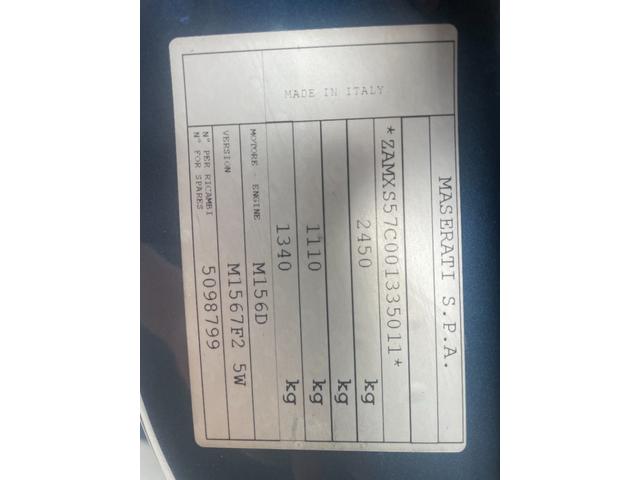 MASERATI S.P.A.
*ZAMXS57C001335011*
2450 kg
kg
1110 kg
1340 kg
MOTORE - ENGINE M156D
VERSION M1567F2 5W
N° PER RICAMBI
N° FOR SPARES 5098799
MADE IN ITALY